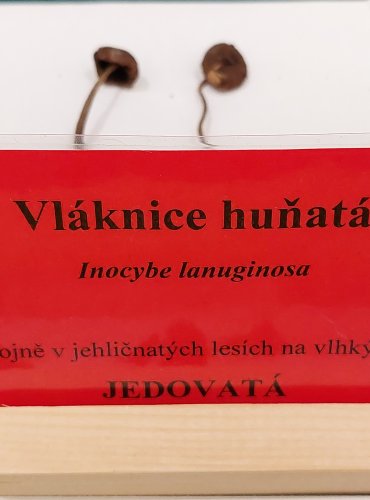 Vláknice huňatá
Inocybe lanuginosa
ojně v jehličnatých lesích na vlhký
JEDOVATÁ